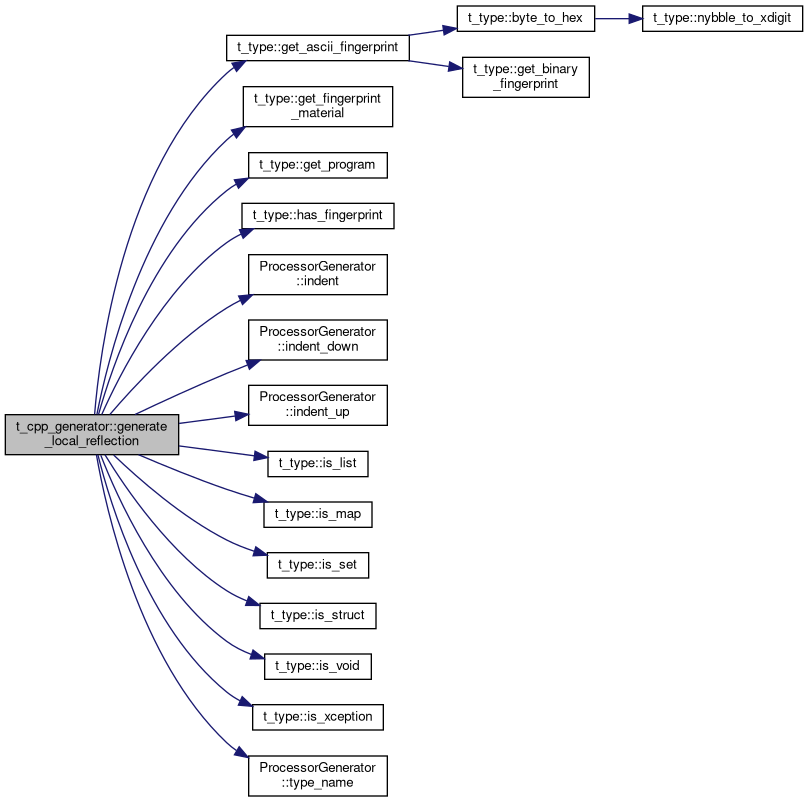 t_type::byte_to_hex
t_type::nybble_to_xdigit
t_type::get_ascii_fingerprint
t_type::get_binary
_fingerprint
t_type::get_fingerprint
_material
t_type::get_program
t_type::has_fingerprint
ProcessorGenerator
::indent
ProcessorGenerator
::indent_down
ProcessorGenerator
::indent_up
t_cpp_generator::generate
_local_reflection
t_type::is_list
t_type::is_map
t_type::is_set
t_type::is_struct
t_type::is_void
t_type::is_xception
ProcessorGenerator
::type_name